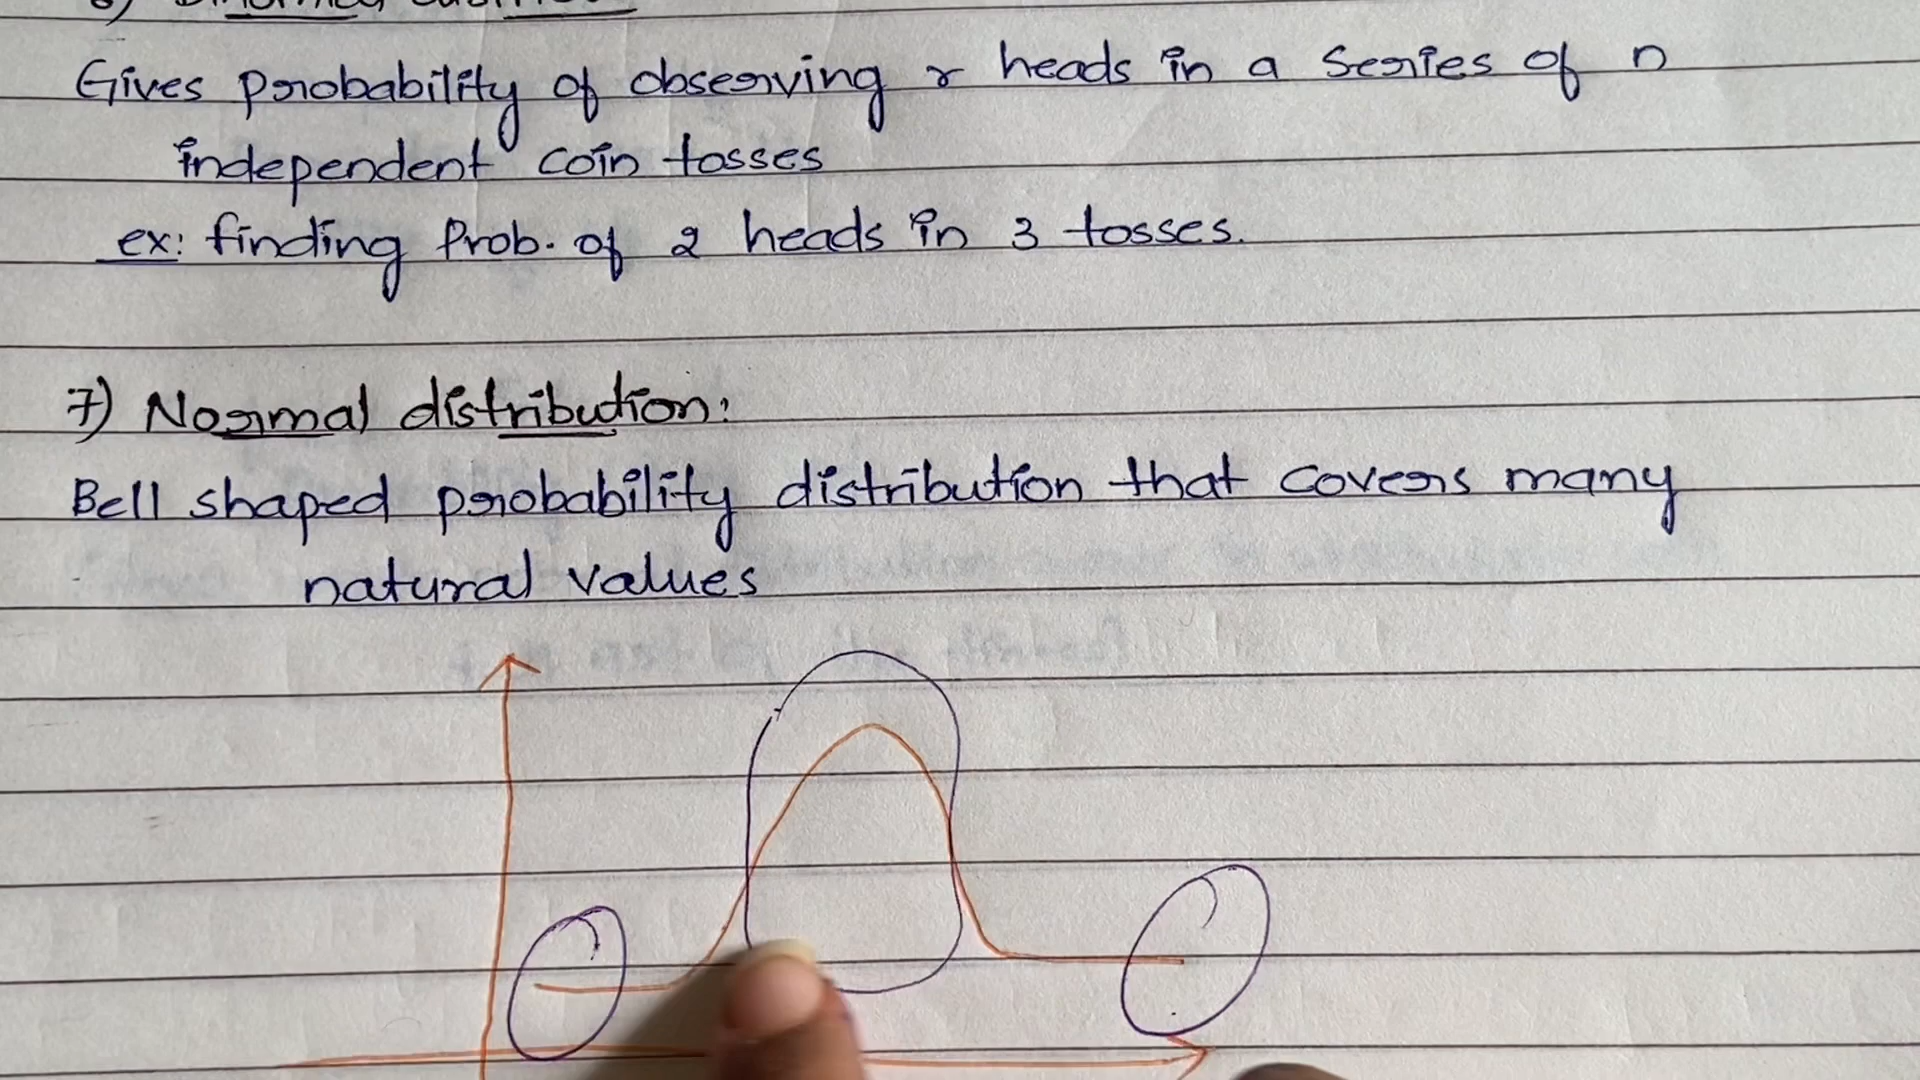 Gives probability of observing r heads in a series of n
independent coin tosses
ex: finding Prob. of 2 heads in 3 tosses.
7) Normal distribution:
Bell shaped probability distribution that covers many
natural values